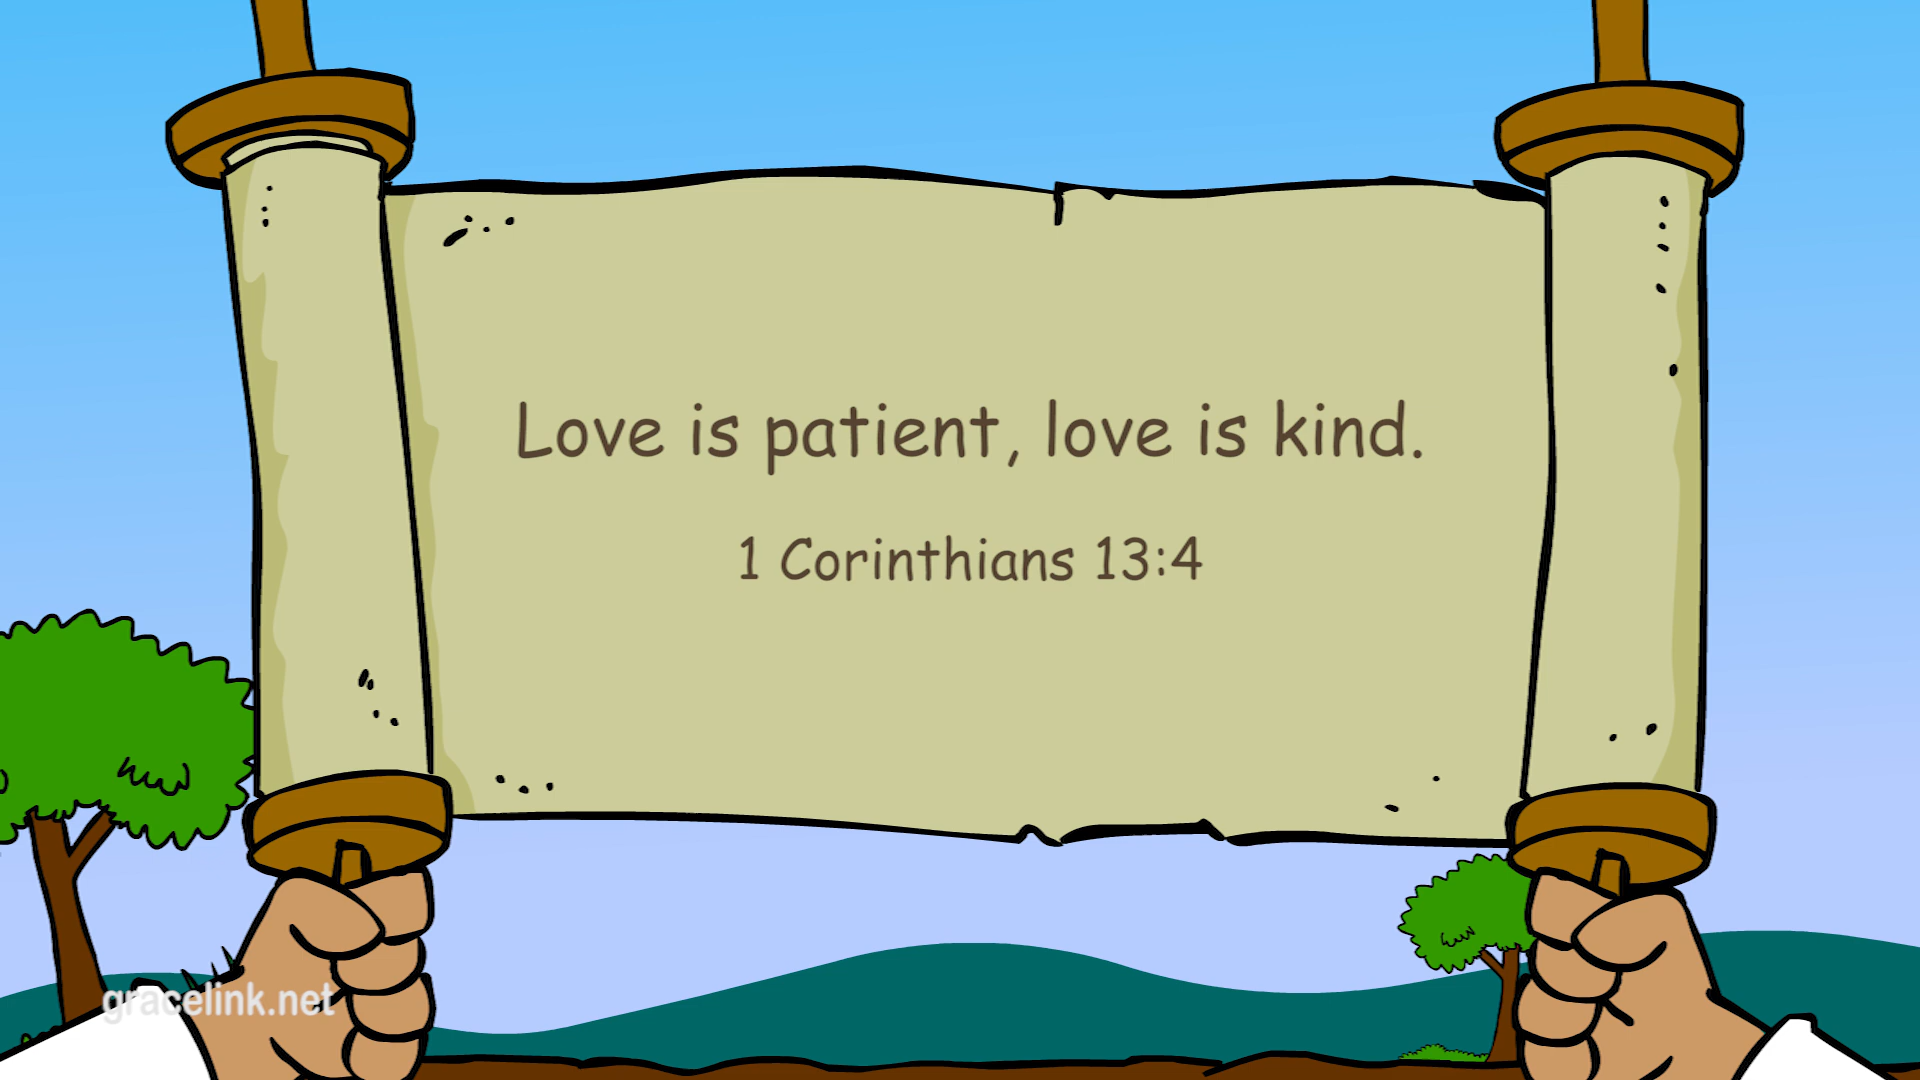 Love is patient, love is kind.
1 Corinthians 13:4
gracelink.net